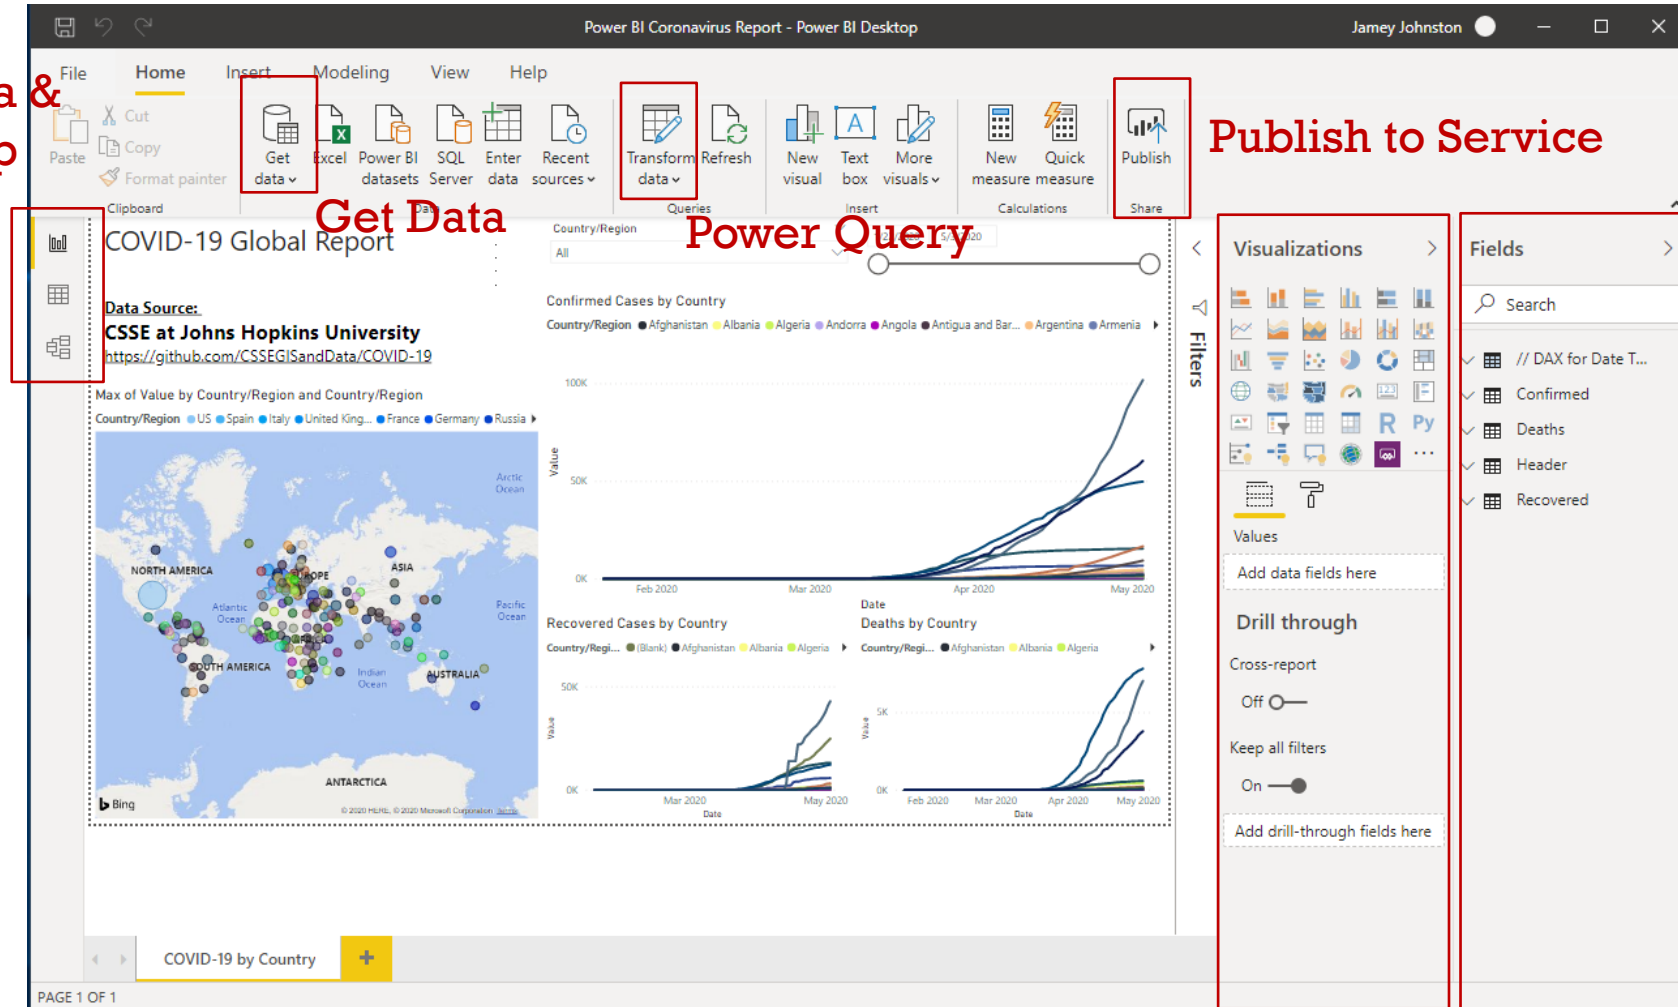 Power BI Coronavirus Report - Power BI Desktop
Jamey Johnston
File Home Insert Modeling View Help
a &
p
Paste
Cut
Copy
Format painter
Clipboard
Get data
Excel
Power BI datasets
SQL Server
Enter data
Recent sources
Data
Transform data
Refresh
Queries
New visual
Text box
More visuals
Insert
New measure
Quick measure
Calculations
Publish
Share
Publish to Service
Get Data
Power Query
COVID-19 Global Report
Data Source:
CSSE at Johns Hopkins University
https://github.com/CSSEGISandData/COVID-19
Country/Region
All
Max of Value by Country/Region and Country/Region
Country/Region US Spain Italy United King... France Germany Russia
Arctic Ocean
NORTH AMERICA
ASIA
Atlantic Ocean
Pacific Ocean
AFRICA
SOUTH AMERICA
Indian Ocean
AUSTRALIA
ANTARCTICA
Bing
© 2020 HERE, © 2020 Microsoft Corporation Terms
Confirmed Cases by Country
Country/Region Afghanistan Albania Algeria Andorra Angola Antigua and Bar... Argentina Armenia
100K
50K
0K
Value
Feb 2020 Mar 2020 Apr 2020 May 2020
Date
Recovered Cases by Country
Country/Regi... (Blank) Afghanistan Albania Algeria
50K
0K
Value
Mar 2020 May 2020
Date
Deaths by Country
Country/Regi... Afghanistan Albania Algeria
5K
0K
Value
Feb 2020 Mar 2020 Apr 2020 May 2020
Date
Filters
Visualizations
123
R Py
Values
Add data fields here
Drill through
Cross-report
Off
Keep all filters
On
Add drill-through fields here
Fields
Search
// DAX for Date T...
Confirmed
Deaths
Header
Recovered
COVID-19 by Country
PAGE 1 OF 1